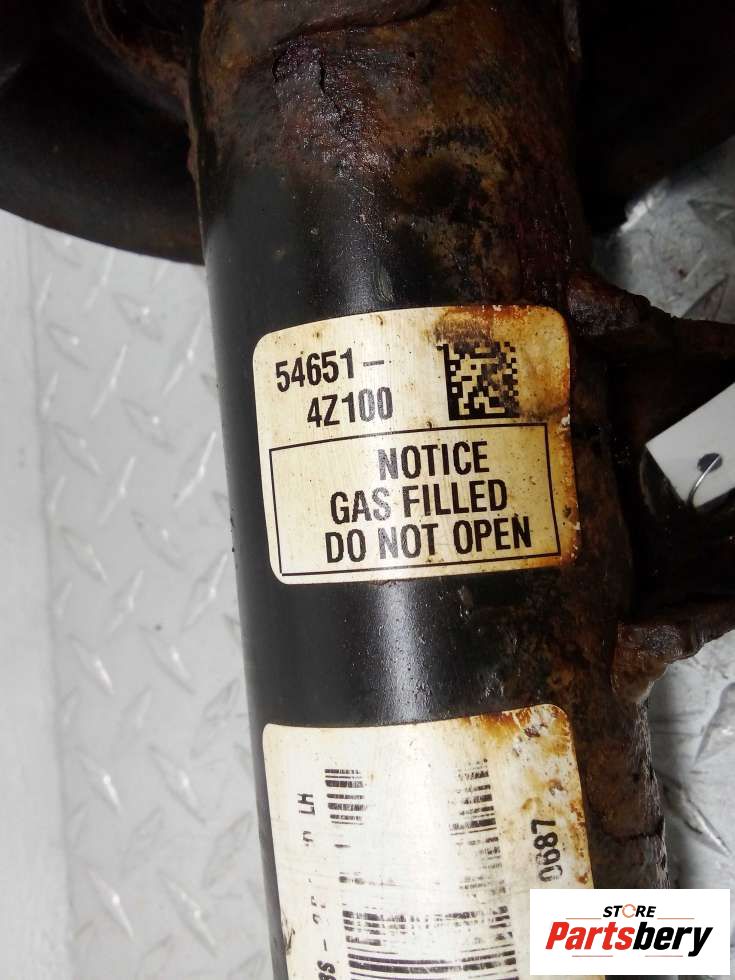 54651-
4Z100
NOTICE
GAS FILLED
DO NOT OPEN
LH
0687
STORE
Partsbery